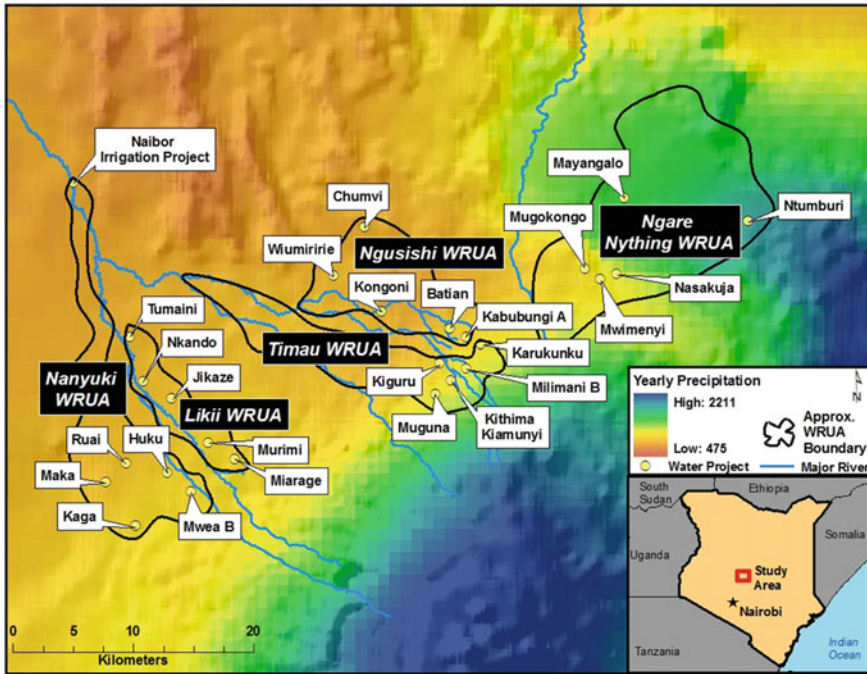 Naibor
Irrigation Project
Chumvi
Wiumiririe
Ngusishi WRUA
Kongoni
Batian
Kabubungi A
Mayangalo
Mugokongo
Ngare
Nything WRUA
Ntumburi
Nasakuja
Mwimenyi
Tumaini
Nkando
Jikaze
Nanyuki
WRUA
Likii WRUA
Timau WRUA
Karukunku
Kiguru
Milimani B
Kithima
Kiamunyi
Muguna
Ruai
Huku
Murimi
Miarage
Maka
Kaga
Mwea B
0 5 10 20
Kilometers
Yearly Precipitation
High: 2211
Low: 475
N
Approx.
WRUA
Boundary
Water Project
Major River
South
Sudan
Ethiopia
Uganda
Somalia
Study
Area
Nairobi
Tanzania
Indian
Ocean